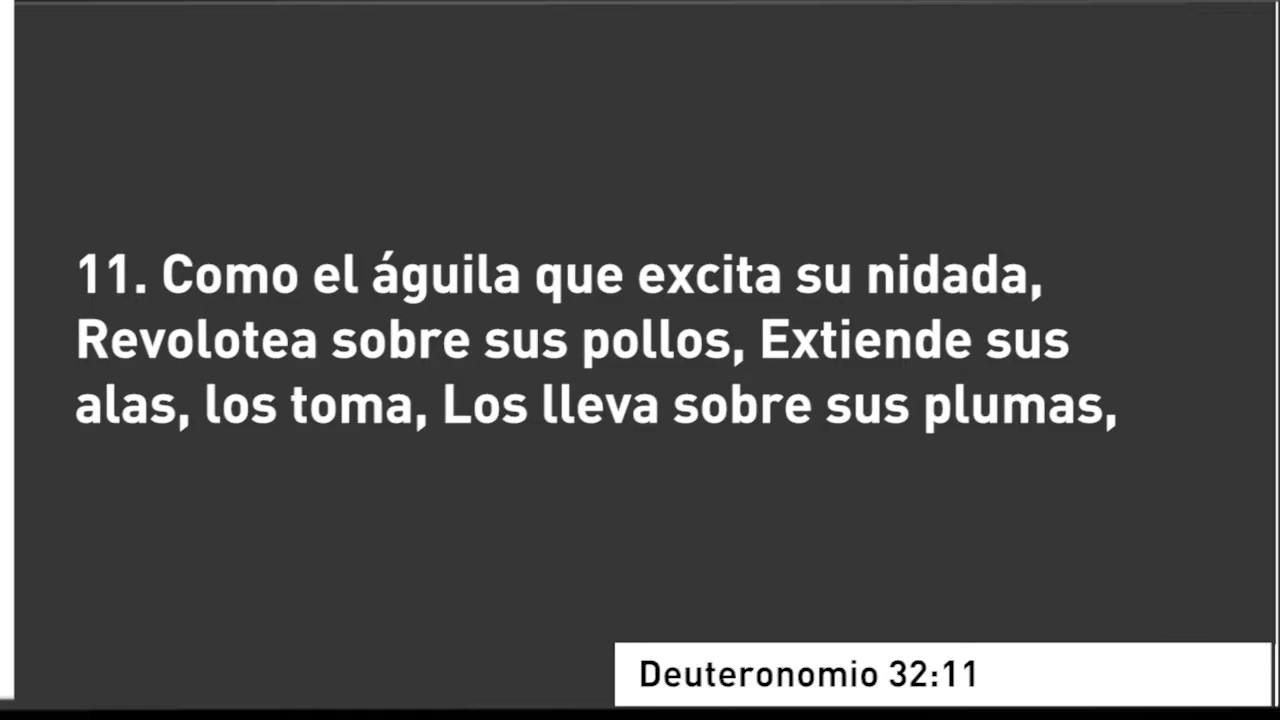 11. Como el águila que excita su nidada,
Revolotea sobre sus pollos, Extiende sus
alas, los toma, Los lleva sobre sus plumas,
Deuteronomio 32:11